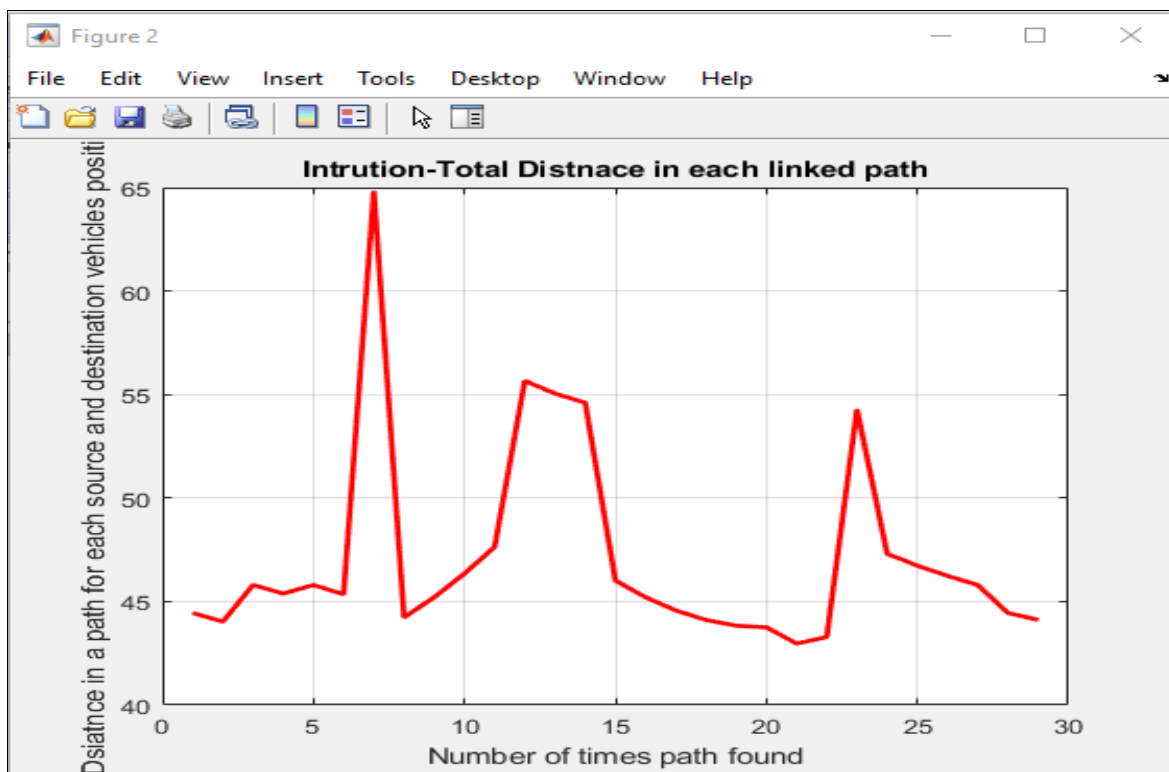 Figure 2
File Edit View Insert Tools Desktop Window Help
Intrution-Total Distnace in each linked path
Dsiatnce in a path for each source and destination vehicles positi
65
60
55
50
45
40
0 5 10 15 20 25 30
Number of times path found